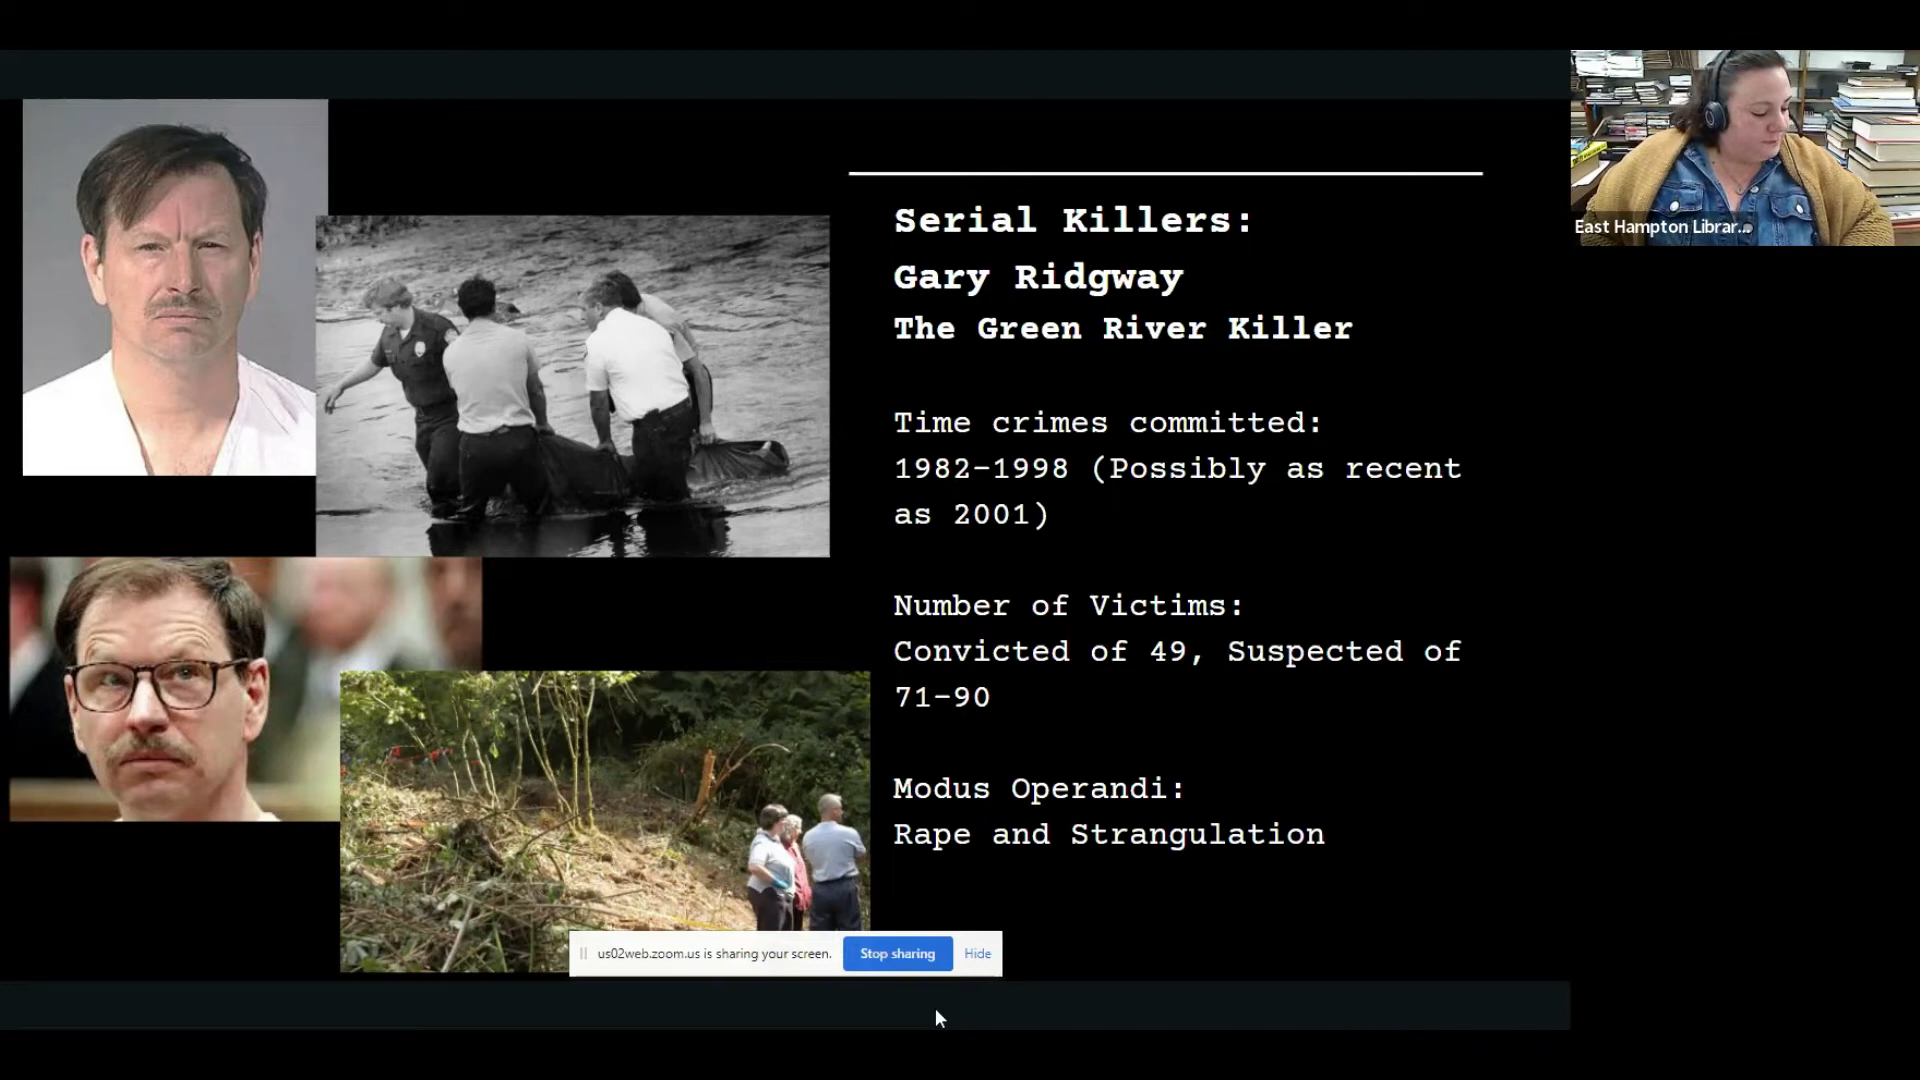 Serial Killers:
Gary Ridgway
The Green River Killer
Time crimes committed:
1982-1998 (Possibly as recent
as 2001)
Number of Victims:
Convicted of 49, Suspected of
71-90
Modus Operandi:
Rape and Strangulation
East Hampton Librar...
us02web.zoom.us is sharing your screen.
Stop sharing
Hide